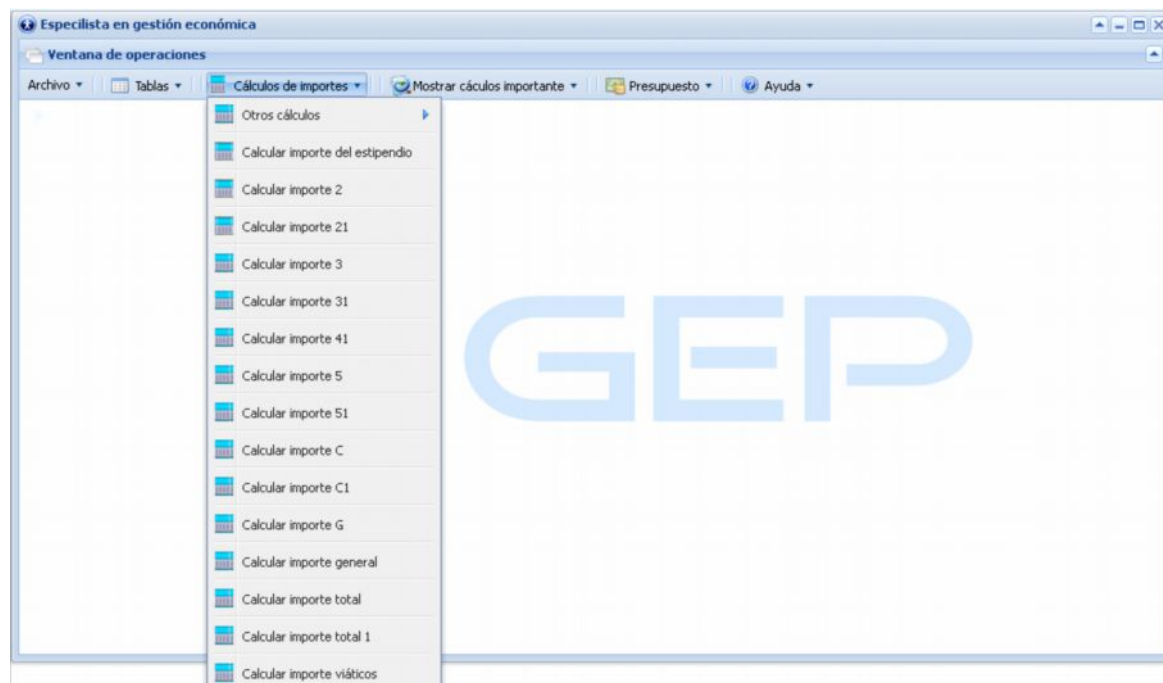 Especilista en gestión económica
Ventana de operaciones
Archivo Tablas Cálculos de importes Mostrar cáculos importante Presupuesto Ayuda
Otros cálculos
Calcular importe del estipendio
Calcular importe 2
Calcular importe 21
Calcular importe 3
Calcular importe 31
Calcular importe 41
Calcular importe 5
Calcular importe 51
Calcular importe C
Calcular importe C1
Calcular importe G
Calcular importe general
Calcular importe total
Calcular importe total 1
Calcular importe viáticos
GEP